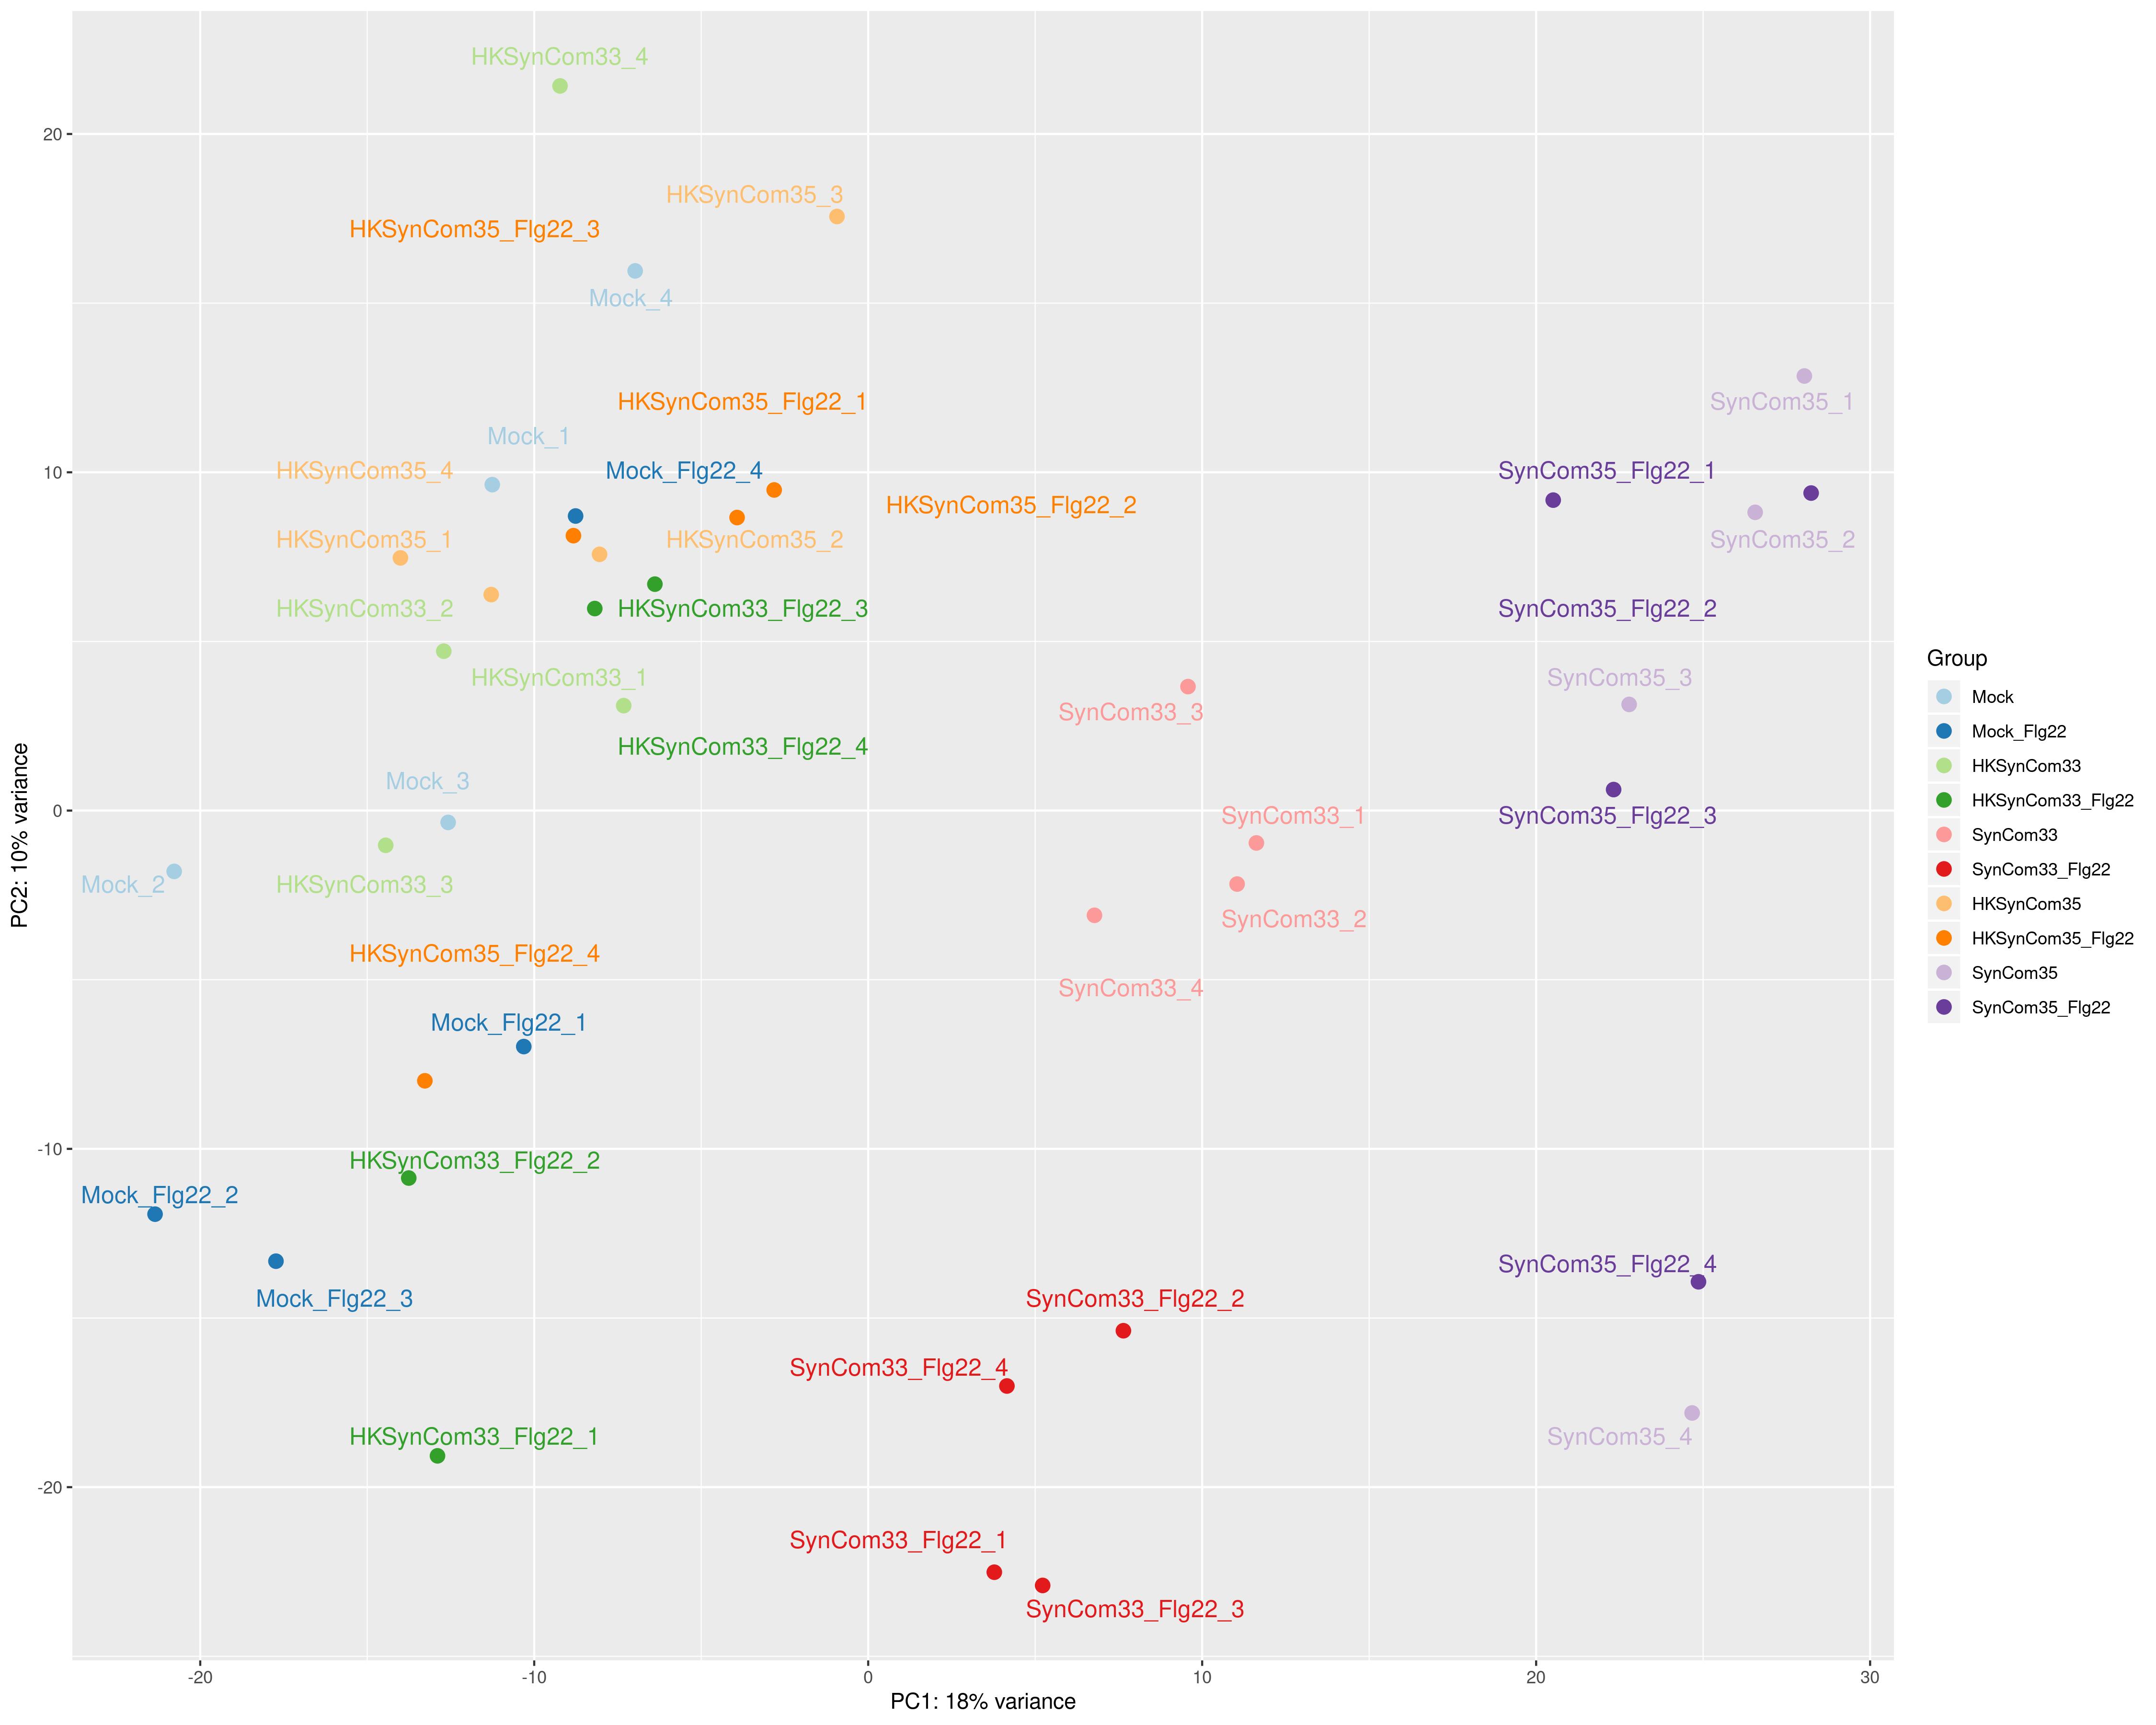 HKSynCom33_4
20
HKSynCom35_3
HKSynCom35_Flg22_3
Mock_4
HKSynCom35_Flg22_1
SynCom35_1
Mock_1
HKSynCom35_4
Mock_Flg22_4
SynCom35_Flg22_1
10
HKSynCom35_Flg22_2
HKSynCom35_1
HKSynCom35_2
SynCom35_2
HKSynCom33_2
HKSynCom33_Flg22_3
SynCom35_Flg22_2
HKSynCom33_1
SynCom35_3
SynCom33_3
HKSynCom33_Flg22_4
Mock_3
0
SynCom33_1
SynCom35_Flg22_3
Mock_2
HKSynCom33_3
SynCom33_2
HKSynCom35_Flg22_4
SynCom33_4
Mock_Flg22_1
-10
HKSynCom33_Flg22_2
Mock_Flg22_2
SynCom35_Flg22_4
Mock_Flg22_3
SynCom33_Flg22_2
SynCom33_Flg22_4
HKSynCom33_Flg22_1
SynCom35_4
-20
SynCom33_Flg22_1
SynCom33_Flg22_3
-20
-10
0
10
20
30
PC1: 18% variance
PC2: 10% variance
Group
Mock
Mock_Flg22
HKSynCom33
HKSynCom33_Flg22
SynCom33
SynCom33_Flg22
HKSynCom35
HKSynCom35_Flg22
SynCom35
SynCom35_Flg22